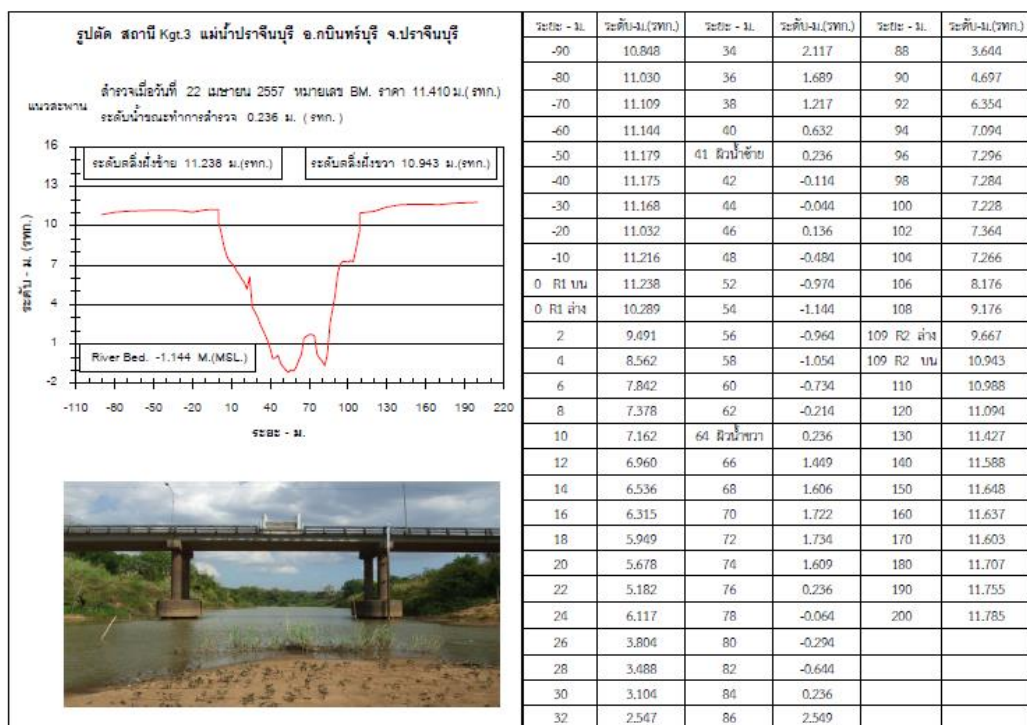 รูปตัด สถานี Kgt.3 แม่น้ำปราจีนบุรี อ.กบินทร์บุรี จ.ปราจีนบุรี
แนวสะพาน
สำรวจเมื่อวันที่ 22 เมษายน 2557 หมายเลข BM. ราคา 11.410 ม.(รทก.)
ระดับน้ำขณะทำการสำรวจ 0.236 ม. (รทก.)
ระดับตลิ่งฝั่งซ้าย 11.238 ม.(รทก.)
ระดับตลิ่งฝั่งขวา 10.943 ม.(รทก.)
ระดับ - ม. (รทก.)
16
13
10
7
4
1
-2
River Bed. -1.144 M.(MSL.)
-110 -80 -50 -20 10 40 70 100 130 160 190 220
ระยะ - ม.
ระยะ - ม. ระดับ-ม.(รทก.) ระยะ - ม. ระดับ-ม.(รทก.) ระยะ - ม. ระดับ-ม.(รทก.)
-90 10.848 34 2.117 88 3.644
-80 11.030 36 1.689 90 4.697
-70 11.109 38 1.217 92 6.354
-60 11.144 40 0.632 94 7.094
-50 11.179 41 ผิวน้ำซ้าย 0.236 96 7.296
-40 11.175 42 -0.114 98 7.284
-30 11.168 44 -0.044 100 7.228
-20 11.032 46 0.136 102 7.364
-10 11.216 48 -0.484 104 7.266
0 R1 บน 11.238 52 -0.974 106 8.176
0 R1 ล่าง 10.289 54 -1.144 108 9.176
2 9.491 56 -0.964 109 R2 ล่าง 9.667
4 8.562 58 -1.054 109 R2 บน 10.943
6 7.842 60 -0.734 110 10.988
8 7.378 62 -0.214 120 11.094
10 7.162 64 ผิวน้ำขวา 0.236 130 11.427
12 6.960 66 1.449 140 11.588
14 6.536 68 1.606 150 11.648
16 6.315 70 1.722 160 11.637
18 5.949 72 1.734 170 11.603
20 5.678 74 1.609 180 11.707
22 5.182 76 0.236 190 11.755
24 6.117 78 -0.064 200 11.785
26 3.804 80 -0.294
28 3.488 82 -0.644
30 3.104 84 0.236
32 2.547 86 2.549